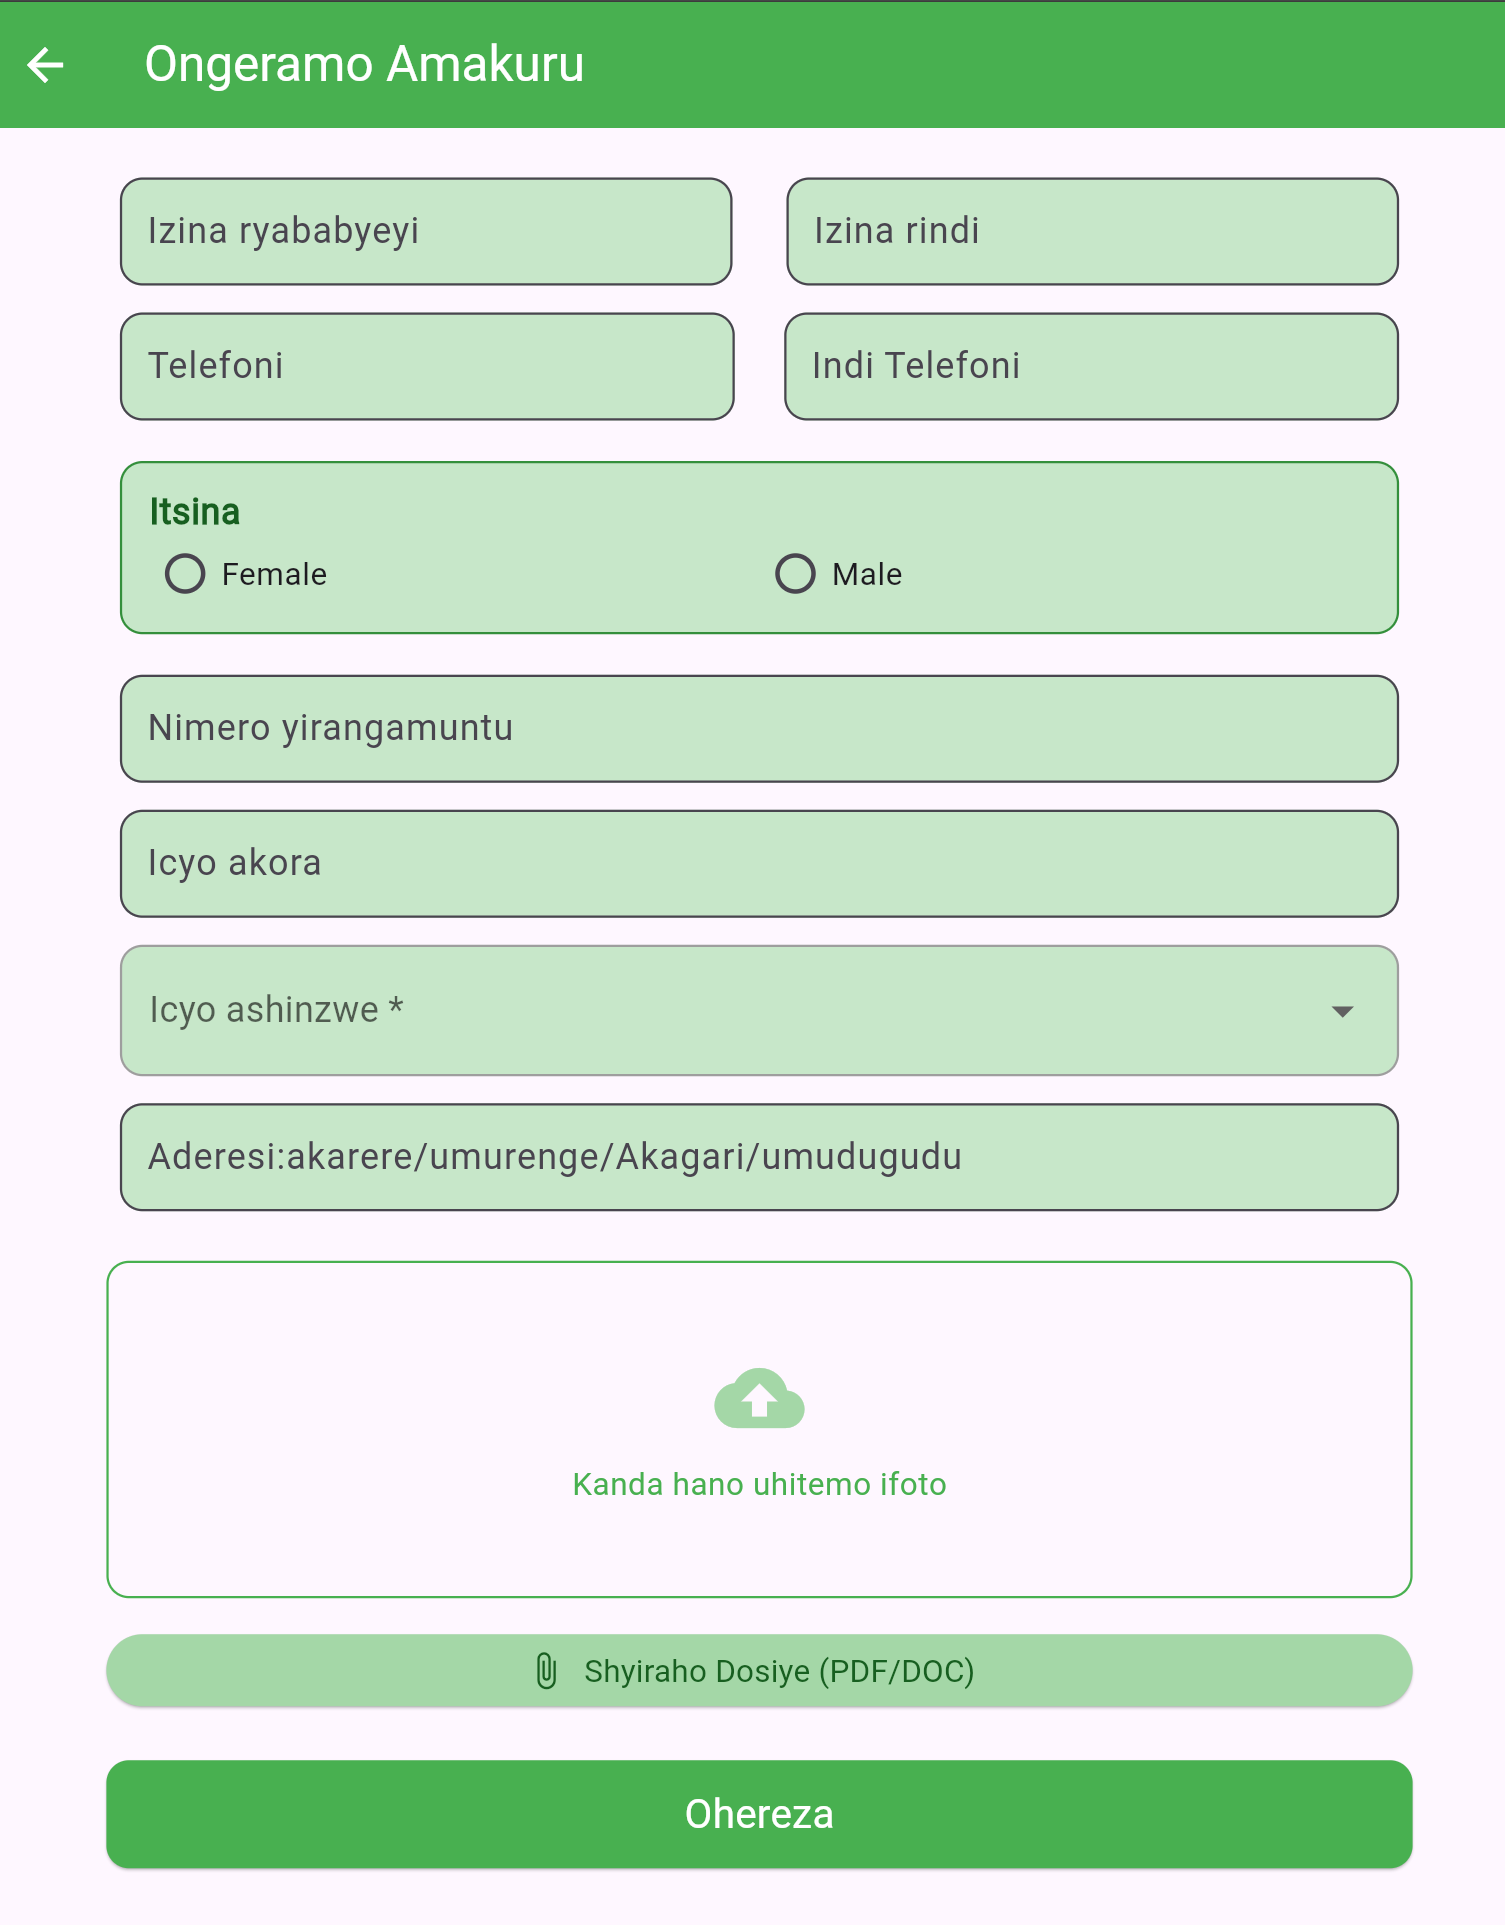 Ongeramo Amakuru
Izina ryababyeyi
Izina rindi
Telefoni
Indi Telefoni
Itsina
Female
Male
Nimero yirangamuntu
Icyo akora
Icyo ashinzwe *
Aderesi:akarere/umurenge/Akagari/umudugudu
Kanda hano uhitemo ifoto
Shyiraho Dosiye (PDF/DOC)
Ohereza